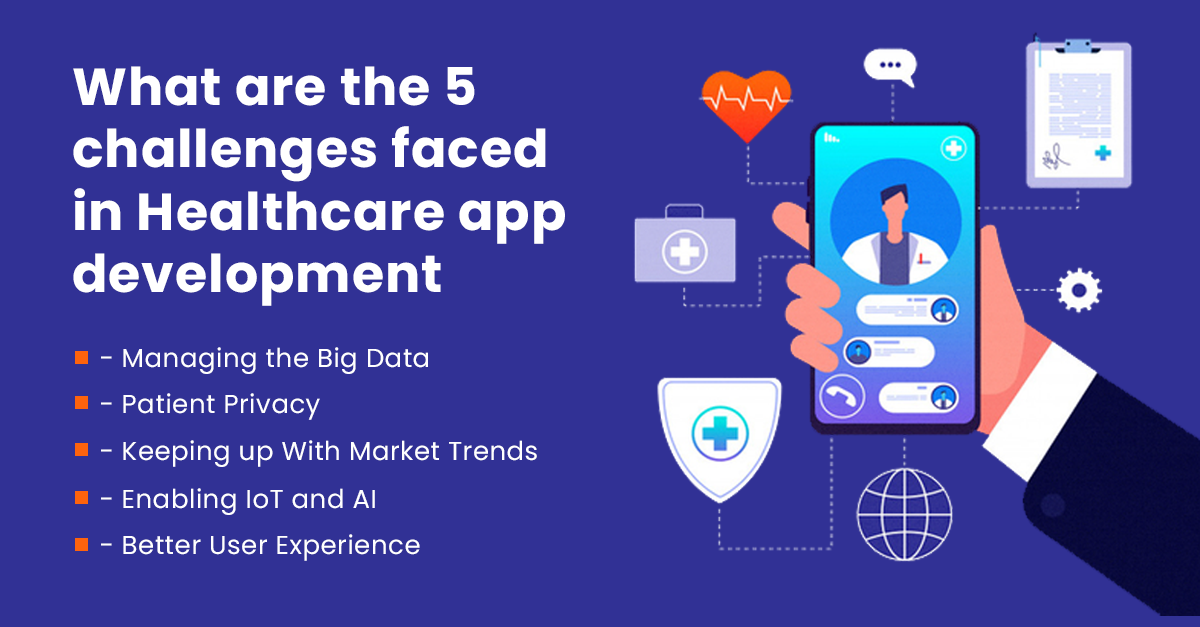 What are the 5
challenges faced
in Healthcare app
development
- Managing the Big Data
- Patient Privacy
- Keeping up With Market Trends
- Enabling IoT and AI
- Better User Experience